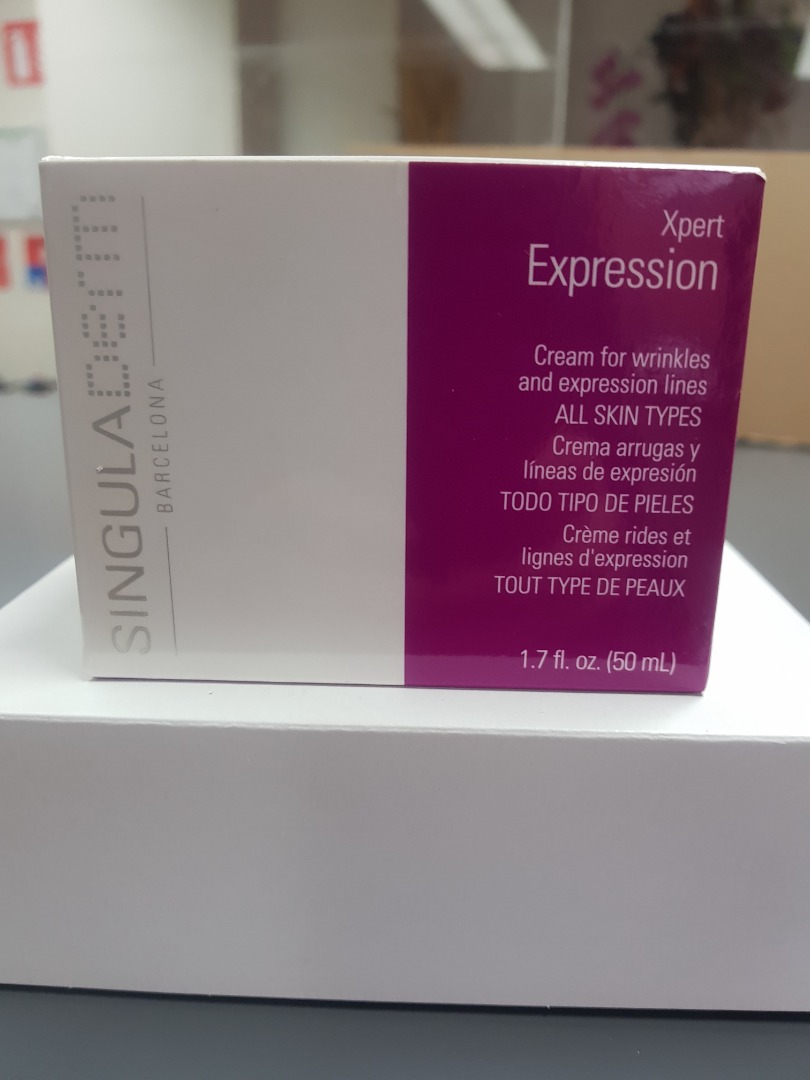 SINGULADerm
BARCELONA
Xpert
Expression
Cream for wrinkles
and expression lines
ALL SKIN TYPES
Crema arrugas y
líneas de expresión
TODO TIPO DE PIELES
Crème rides et
lignes d'expression
TOUT TYPE DE PEAUX
1.7 fl. oz. (50 mL)